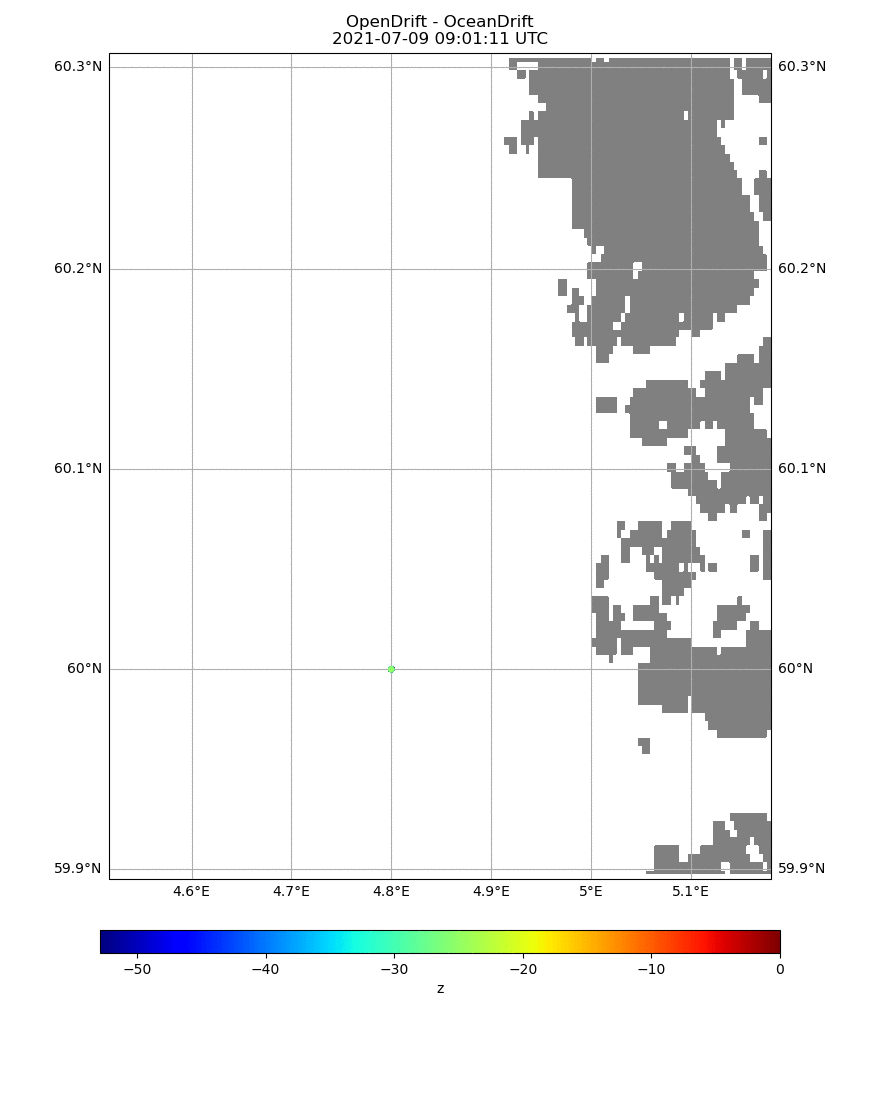 OpenDrift - OceanDrift
2021-07-09 09:01:11 UTC
60.3°N 60.3°N
60.2°N 60.2°N
60.1°N 60.1°N
60°N 60°N
59.9°N 59.9°N
4.6°E 4.7°E 4.8°E 4.9°E 5°E 5.1°E
−50 −40 −30 −20 −10 0
z